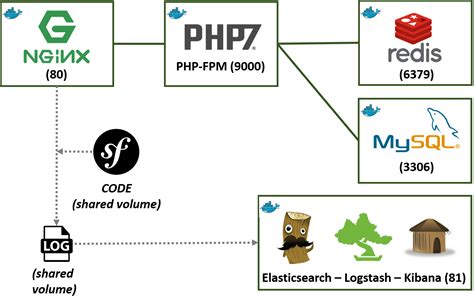 NGINX
(80)
PHP7
PHP-FPM (9000)
redis
(6379)
MySQL
(3306)
sf
CODE
(shared volume)
LOG
(shared
volume)
Elasticsearch – Logstash – Kibana (81)